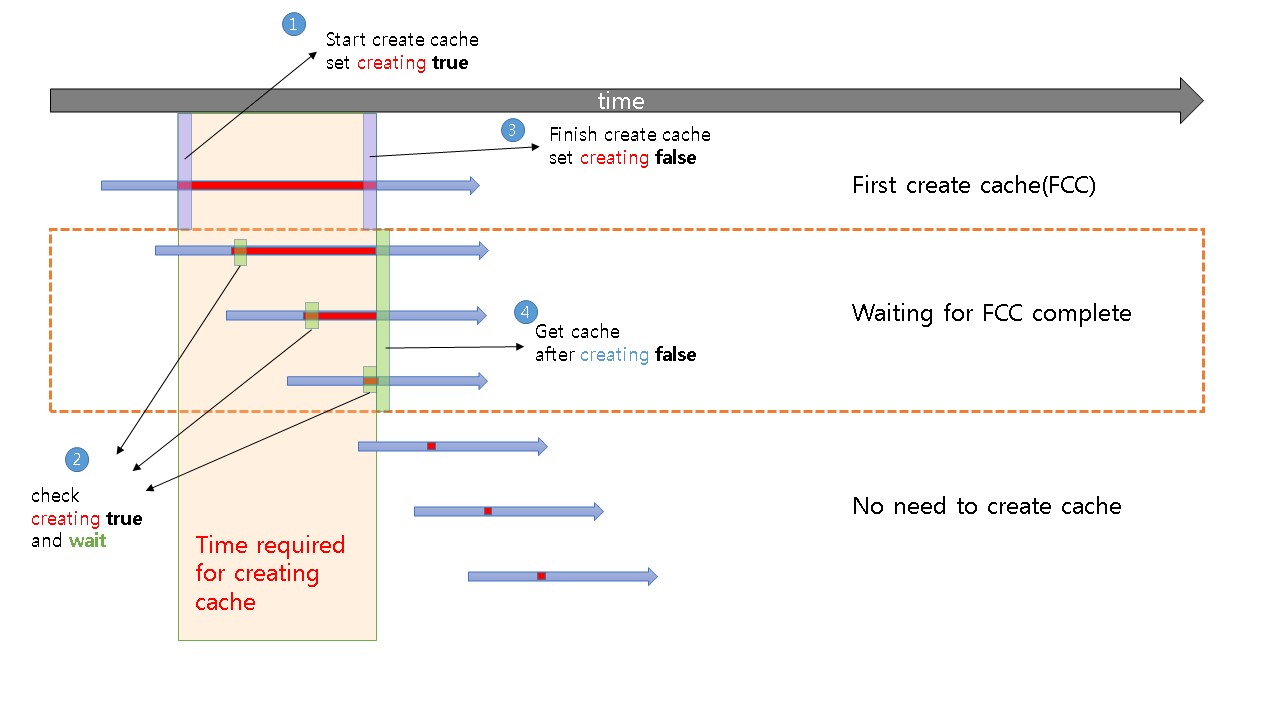 1
Start create cache
set creating true
time
3
Finish create cache
set creating false
First create cache(FCC)
4
Get cache
after creating false
Waiting for FCC complete
2
check
creating true
and wait
No need to create cache
Time required
for creating
cache